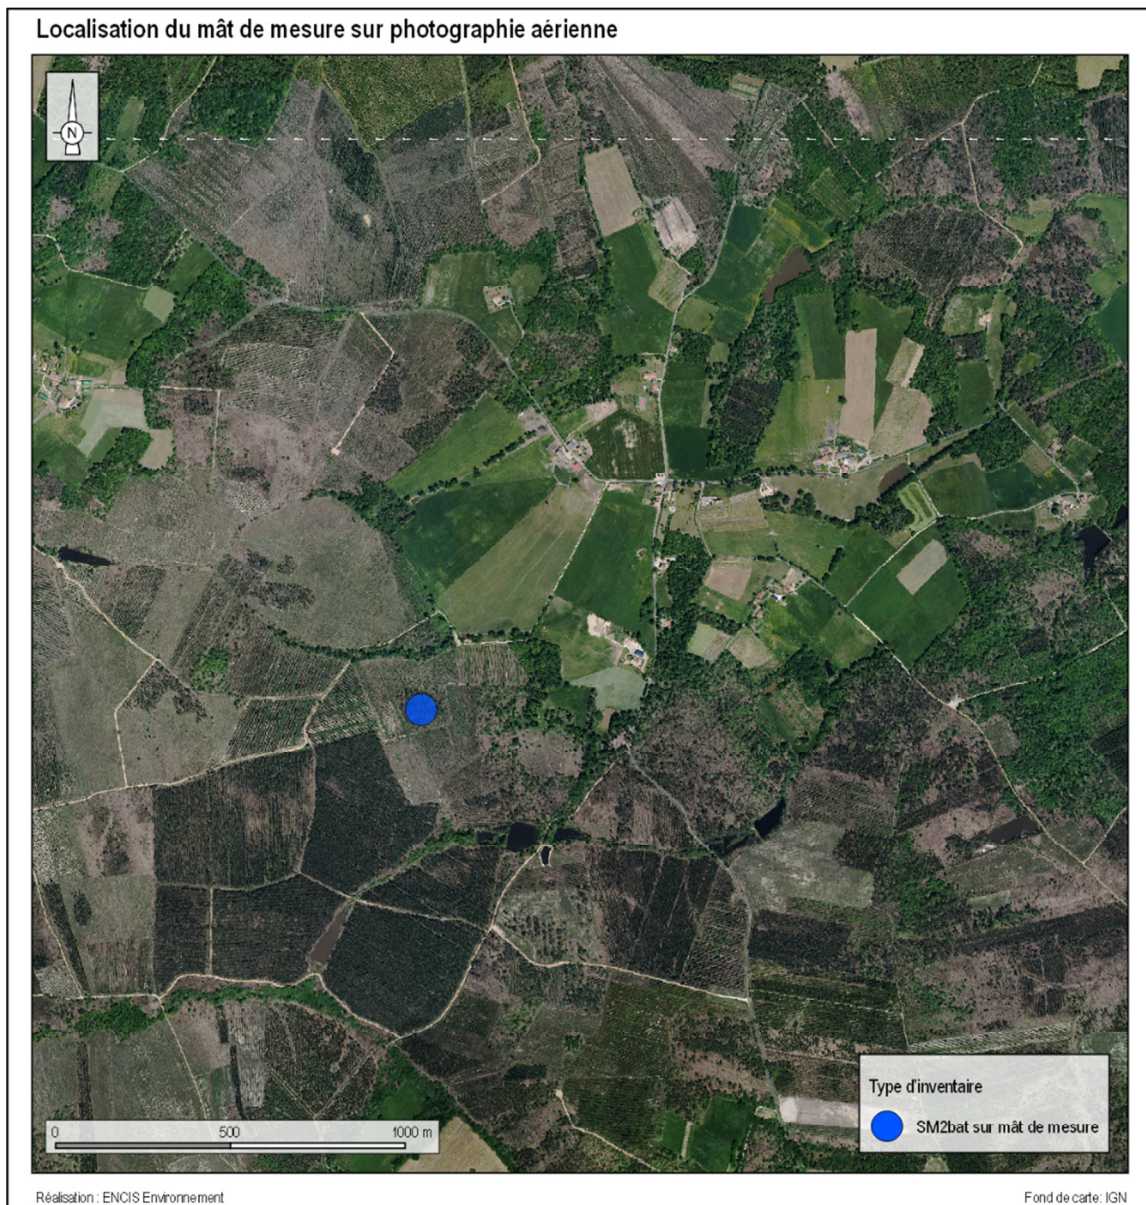 Localisation du mât de mesure sur photographie aérienne
N
Type d'inventaire
SM2bat sur mât de mesure
0 500 1000 m
Réalisation : ENCIS Environnement
Fond de carte: IGN